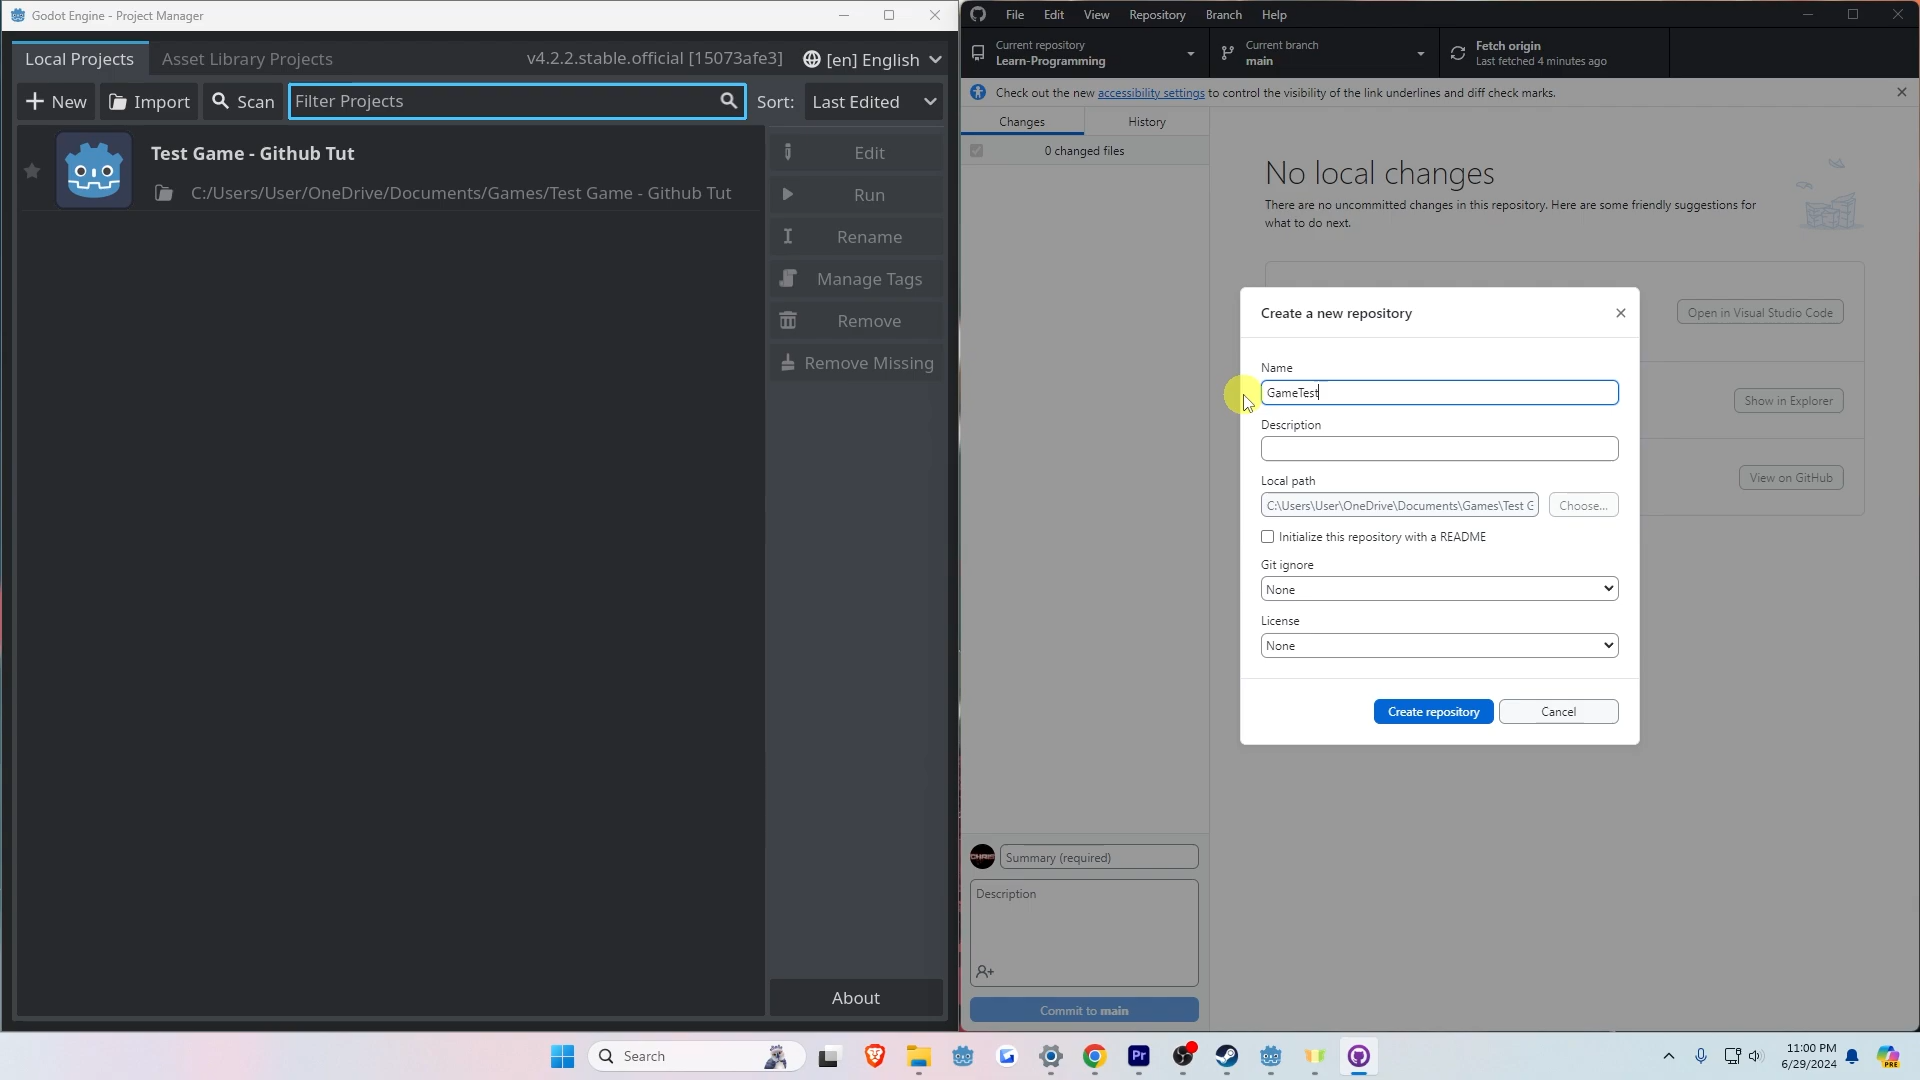 Godot Engine - Project Manager
Local Projects
Asset Library Projects
v4.2.2.stable.official [15073afe3]
[en] English
New
Import
Scan
Filter Projects
Sort:
Last Edited
Test Game - Github Tut
C:/Users/User/OneDrive/Documents/Games/Test Game - Github Tut
Edit
Run
Rename
Manage Tags
Remove
Remove Missing
About
File
Edit
View
Repository
Branch
Help
Current repository
Learn-Programming
Current branch
main
Fetch origin
Last fetched 4 minutes ago
Check out the new accessibility settings to control the visibility of the link underlines and diff check marks.
Changes
History
0 changed files
No local changes
There are no uncommitted changes in this repository. Here are some friendly suggestions for
what to do next.
Open in Visual Studio Code
Show in Explorer
View on GitHub
Create a new repository
Name
GameTest
Description
Local path
C:\Users\User\OneDrive\Documents\Games\Test G
Choose...
Initialize this repository with a README
Git ignore
None
License
None
Create repository
Cancel
Summary (required)
Description
Commit to main
Search
Pr
11:00 PM
6/29/2024
PRE